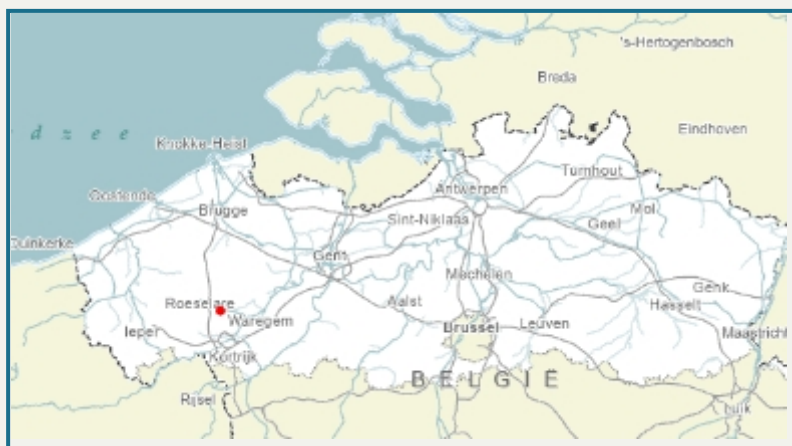 's-Hertogenbosch
Breda
Eindhoven
d z e e
Knokke-Heist
Turnhout
Oostende
Antwerpen
Brugge
Mol
Sint-Niklaas
Geel
Duinkerke
Gent
Mechelen
Genk
Roeselare
Aalst
Hasselt
Waregem
Brussel
Leuven
Ieper
Maastricht
Kortrijk
BELGIË
Rijsel
Luik